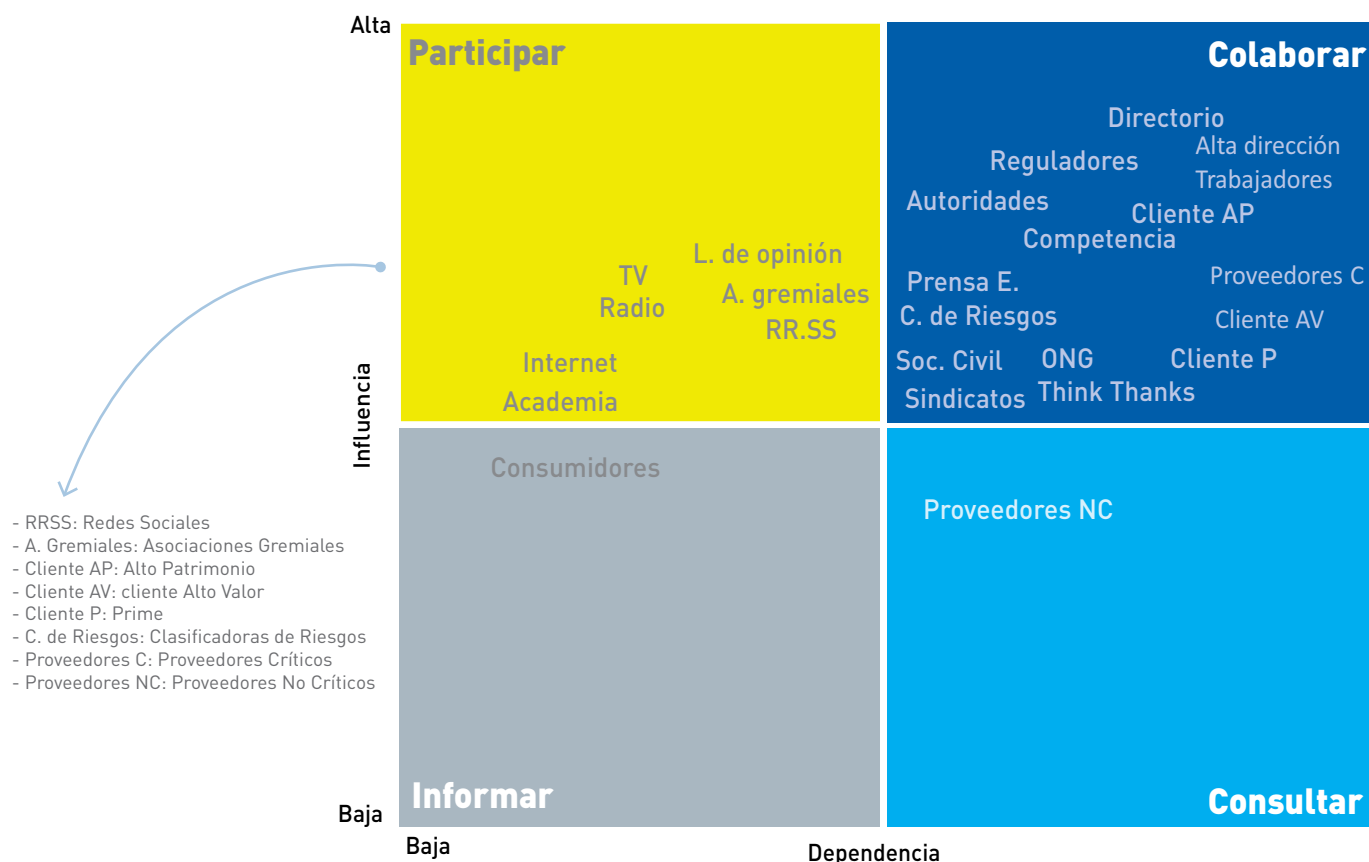 Alta
Participar
Colaborar
Directorio
Alta dirección
Reguladores
Trabajadores
Autoridades
Cliente AP
Competencia
L. de opinión
TV
Prensa E.
Proveedores C
A. gremiales
Radio
C. de Riesgos
Cliente AV
RR.SS
Internet
Soc. Civil
ONG
Cliente P
Academia
Sindicatos
Think Thanks
Influencia
Consumidores
Proveedores NC
- RRSS: Redes Sociales
- A. Gremiales: Asociaciones Gremiales
- Cliente AP: Alto Patrimonio
- Cliente AV: cliente Alto Valor
- Cliente P: Prime
- C. de Riesgos: Clasificadoras de Riesgos
- Proveedores C: Proveedores Críticos
- Proveedores NC: Proveedores No Críticos
Informar
Consultar
Baja
Baja
Dependencia